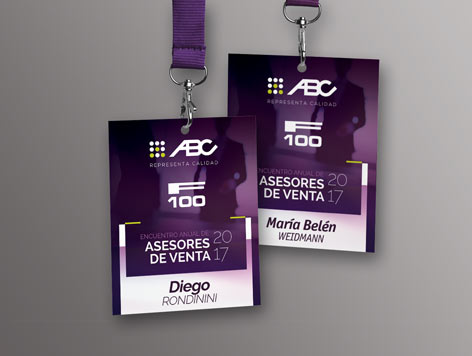 ABC
REPRESENTA CALIDAD
F
100
ENCUENTRO ANUAL DE
ASESORES
DE VENTA
20
17
Diego
RONDININI
ABC
REPRESENTA CALIDAD
F
100
ENCUENTRO ANUAL DE
ASESORES
DE VENTA
20
17
María Belén
WEIDMANN